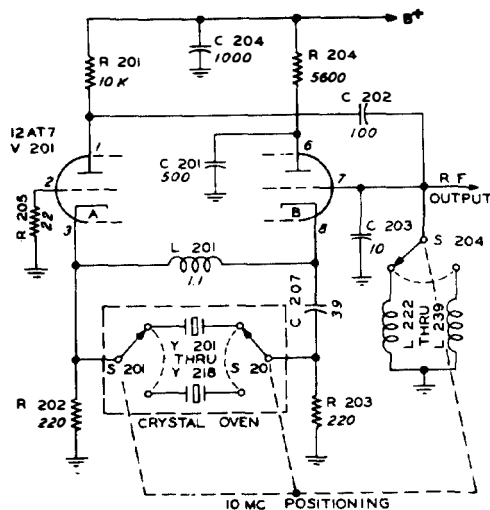 B+
C 204
1000
R 201
10 K
R 204
5600
C 202
100
12AT7
V 201
1
6
C 201
500
2
7
R F
OUTPUT
R 205
22
A
B
3
8
C 203
10
S 204
L 201
1.1
C 207
39
L 222
THRU
L 239
Y 201
THRU
Y 218
S 201
S 201
R 202
220
R 203
220
CRYSTAL OVEN
10 MC POSITIONING